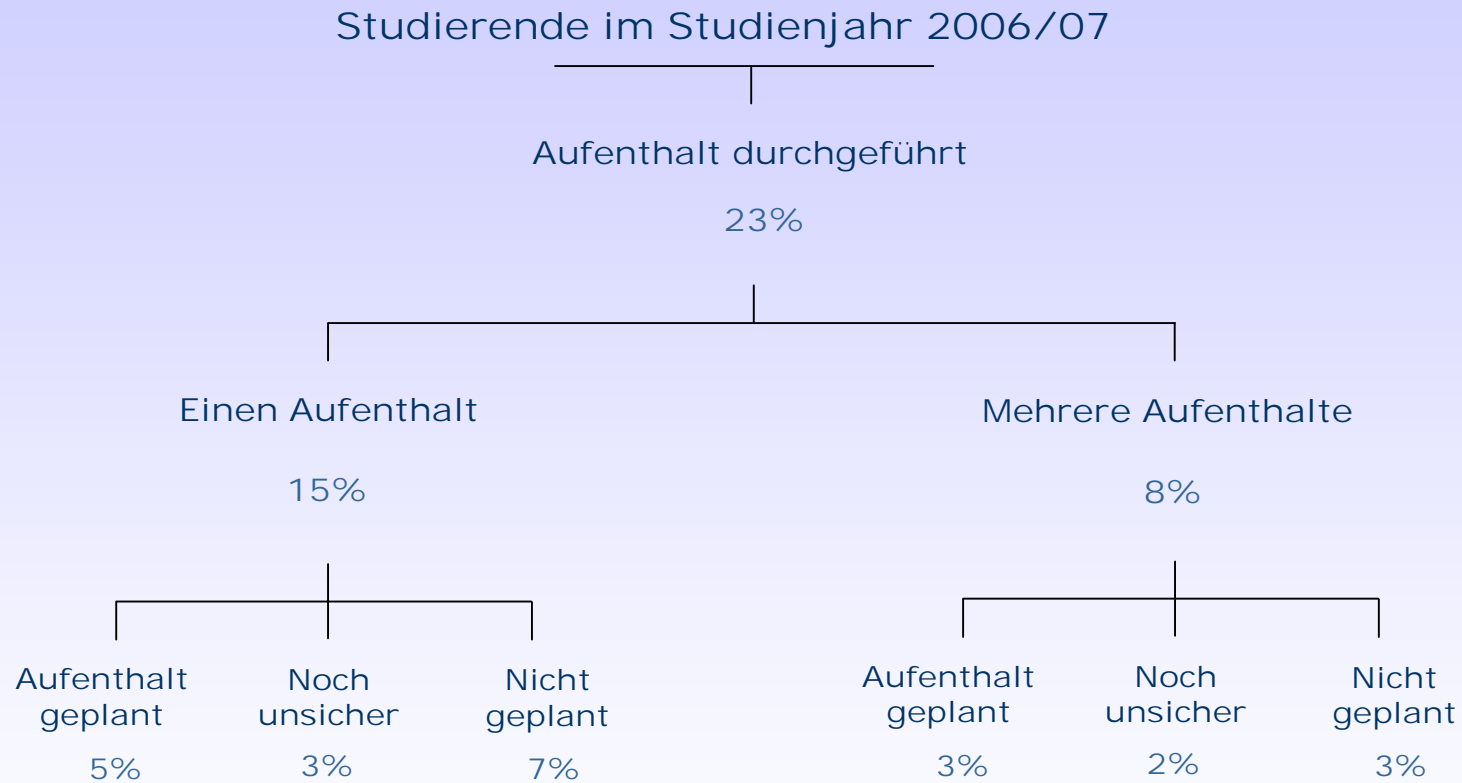 Studierende im Studienjahr 2006/07
Aufenthalt durchgeführt
23%
Einen Aufenthalt
15%
Mehrere Aufenthalte
8%
Aufenthalt
geplant
5%
Noch
unsicher
3%
Nicht
geplant
7%
Aufenthalt
geplant
3%
Noch
unsicher
2%
Nicht
geplant
3%